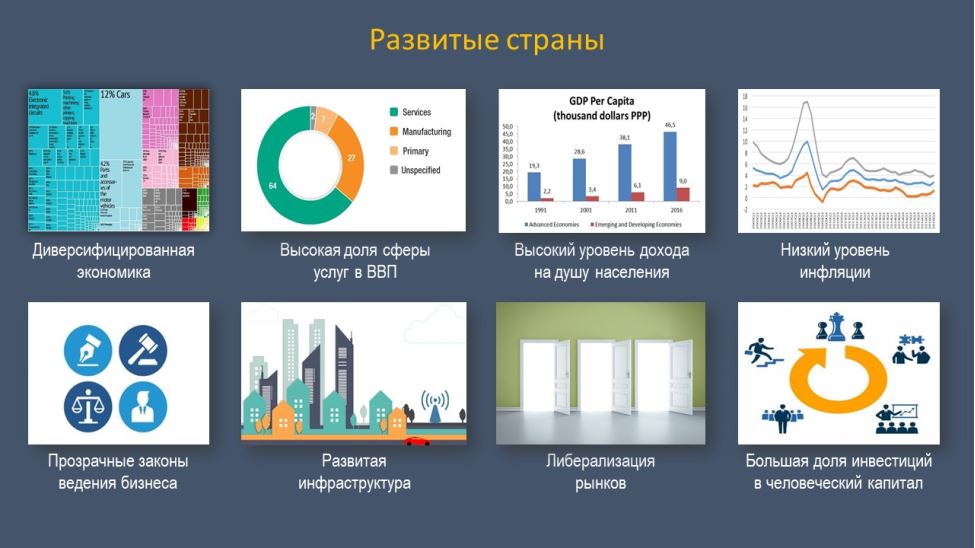 Развитые страны
4.8%
Electronic
integrated
circuits
12% Cars
4.2%
Parts
and
accessor-
ies of
the
motor
vehicles
2
7
27
64
Services
Manufacturing
Primary
Unspecified
GDP Per Capita
(thousand dollars PPP)
50,0
45,0
40,0
35,0
30,0
25,0
20,0
15,0
10,0
5,0
0,0
19,3
2,2
28,6
3,4
38,1
6,1
46,5
9,0
1991
2001
2011
2016
Advanced Economies
Emerging and Developing Economies
18
16
14
12
10
8
6
4
2
0
-2
Диверсифицированная
экономика
Высокая доля сферы
услуг в ВВП
Высокий уровень дохода
на душу населения
Низкий уровень
инфляции
Прозрачные законы
ведения бизнеса
Развитая
инфраструктура
Либерализация
рынков
Большая доля инвестиций
в человеческий капитал